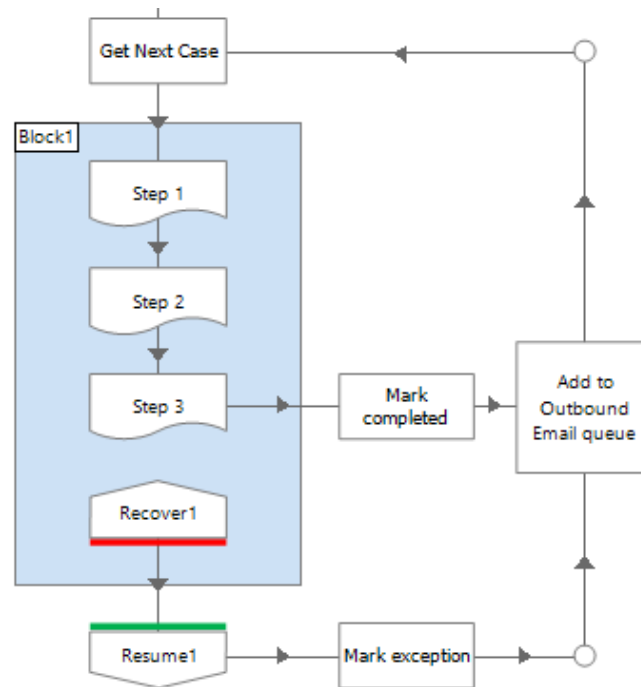 Get Next Case
Block1
Step 1
Step 2
Step 3
Mark
completed
Add to
Outbound
Email queue
Recover1
Resume1
Mark exception